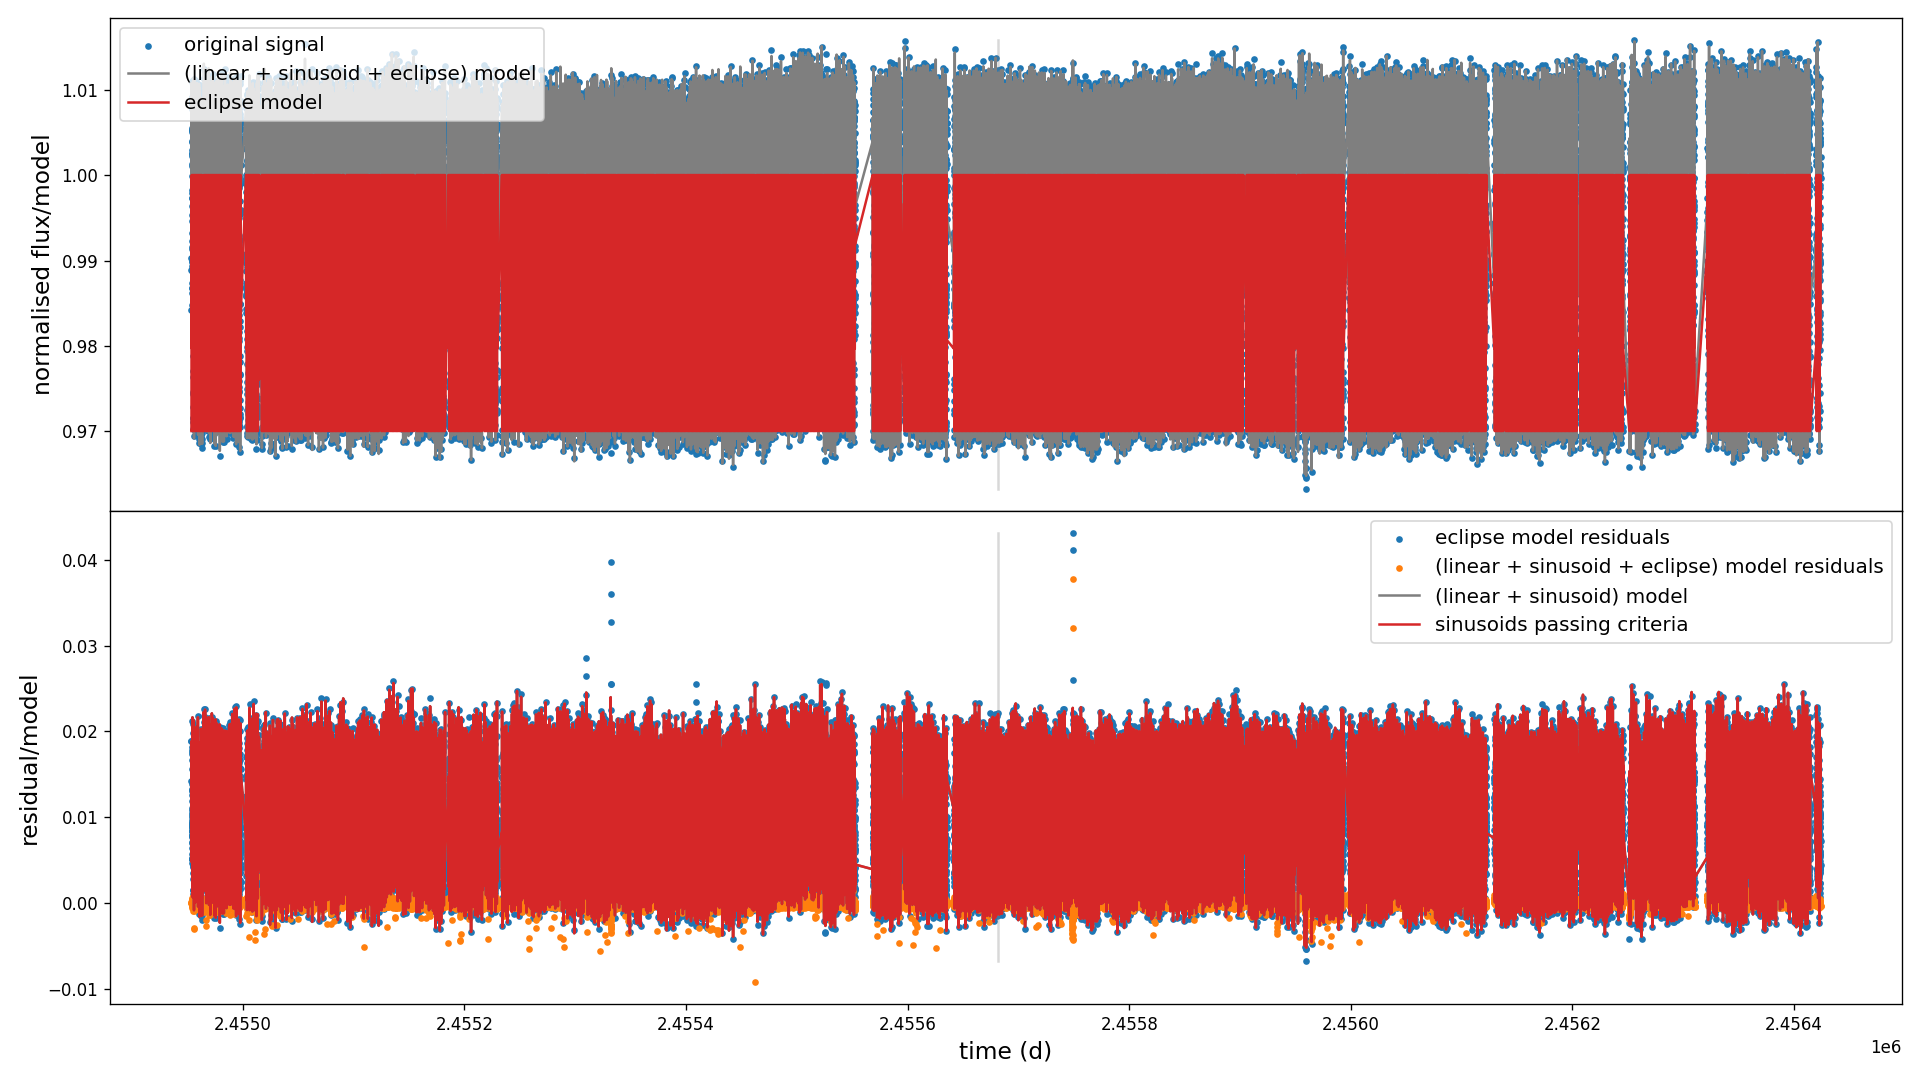 original signal
(linear + sinusoid + eclipse) model
eclipse model
normalised flux/model
1.01
1.00
0.99
0.98
0.97
eclipse model residuals
(linear + sinusoid + eclipse) model residuals
(linear + sinusoid) model
sinusoids passing criteria
residual/model
0.04
0.03
0.02
0.01
0.00
−0.01
2.4550
2.4552
2.4554
2.4556
2.4558
2.4560
2.4562
2.4564
1e6
time (d)